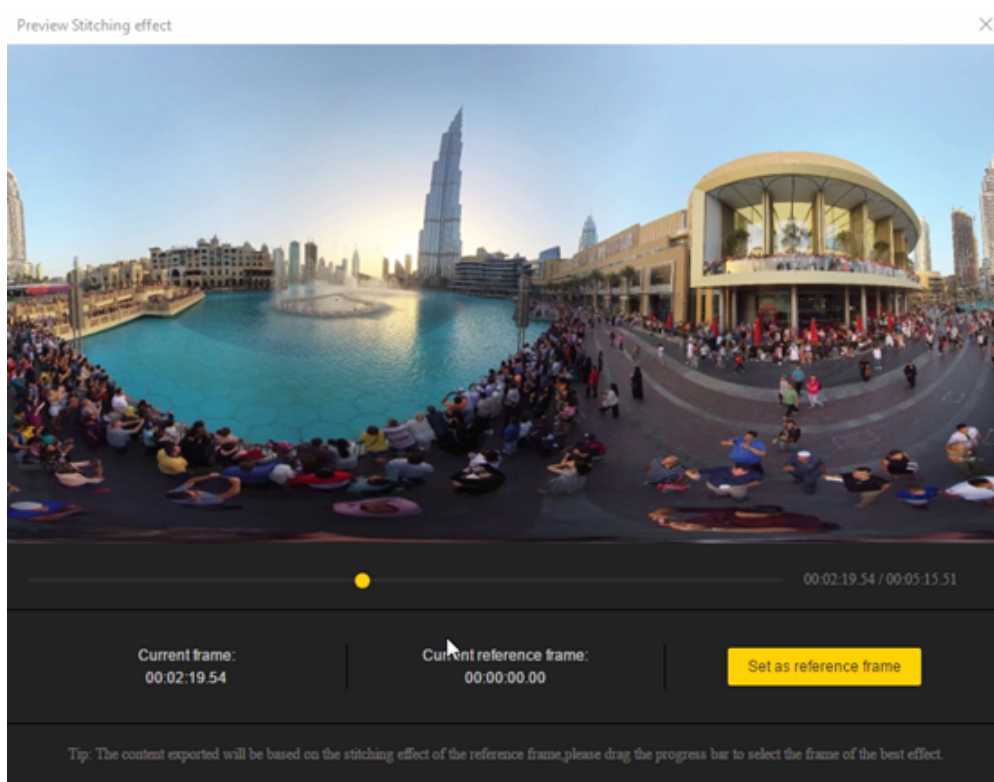 Preview Stitching effect
00:02:19.54 / 00:05:15.51
Current frame:
00:02:19.54
Current reference frame:
00:00:00.00
Set as reference frame
Tip: The content exported will be based on the stitching effect of the reference frame,please drag the progress bar to select the frame of the best effect.